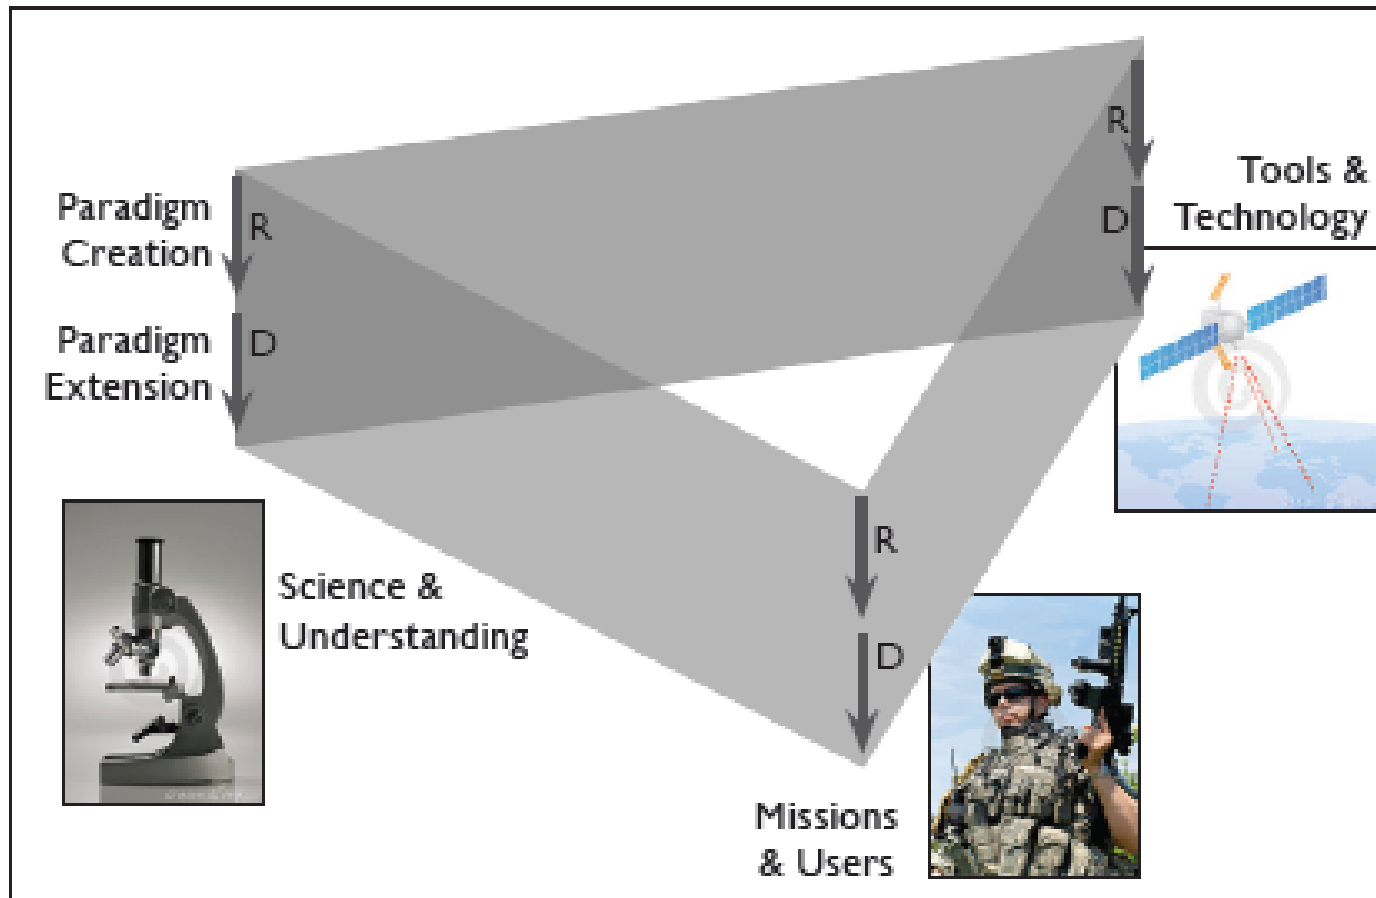 R
Tools &
Technology
D
Paradigm
Creation
R
Paradigm
Extension
D
R
Science &
Understanding
D
Missions
& Users